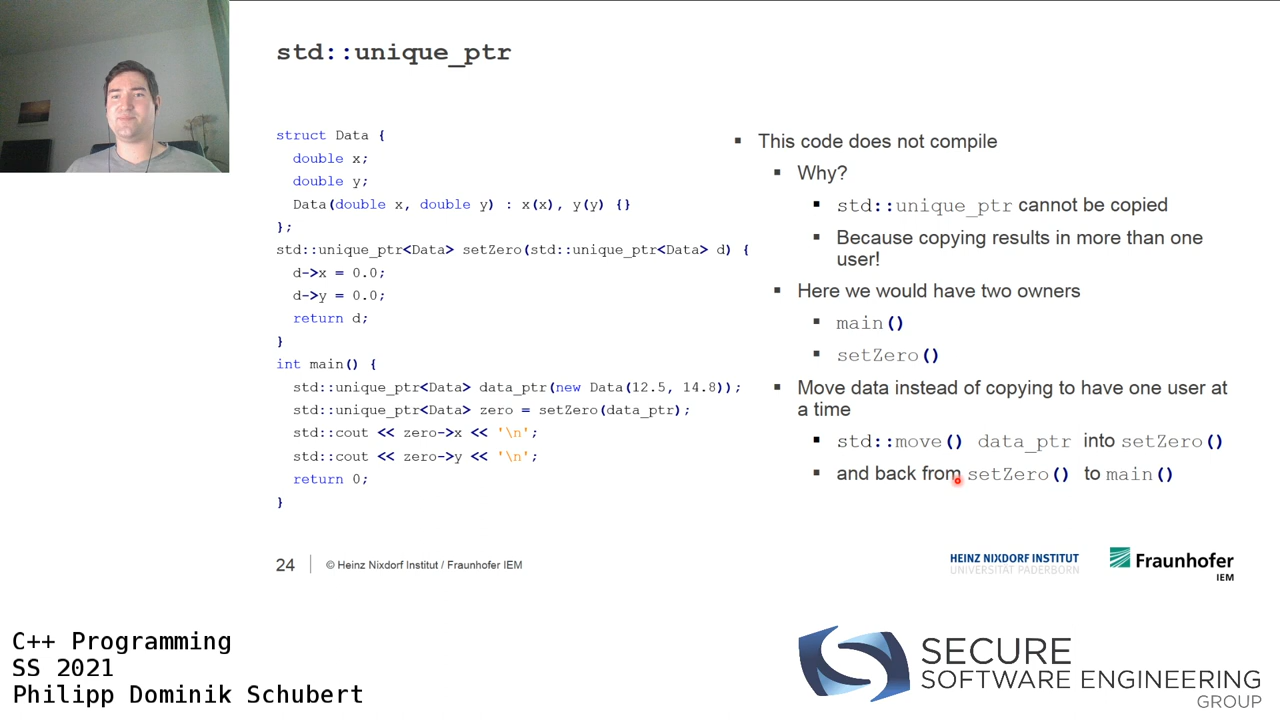 std::unique_ptr
struct Data {
double x;
double y;
Data(double x, double y) : x(x), y(y) {}
};
std::unique_ptr<Data> setZero(std::unique_ptr<Data> d) {
d->x = 0.0;
d->y = 0.0;
return d;
}
int main() {
std::unique_ptr<Data> data_ptr(new Data(12.5, 14.8));
std::unique_ptr<Data> zero = setZero(data_ptr);
std::cout << zero->x << '\n';
std::cout << zero->y << '\n';
return 0;
}
This code does not compile
Why?
std::unique_ptr cannot be copied
Because copying results in more than one
user!
Here we would have two owners
main()
setZero()
Move data instead of copying to have one user at
a time
std::move() data_ptr into setZero()
and back from setZero() to main()
24
© Heinz Nixdorf Institut / Fraunhofer IEM
HEINZ NIXDORF INSTITUT
UNIVERSITÄT PADERBORN
Fraunhofer
IEM
C++ Programming
SS 2021
Philipp Dominik Schubert
SECURE
SOFTWARE ENGINEERING
GROUP